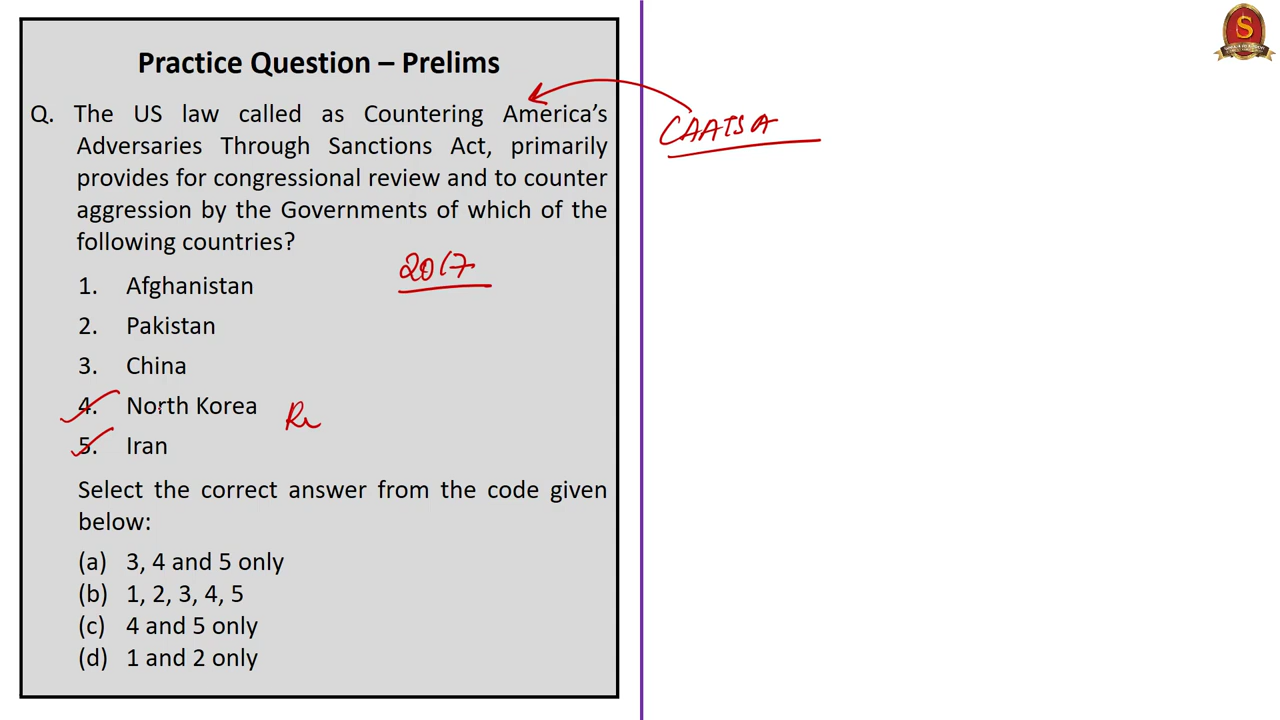 Practice Question – Prelims
Q. The US law called as Countering America's
Adversaries Through Sanctions Act, primarily
provides for congressional review and to counter
aggression by the Governments of which of the
following countries?
CAATSA
2017
1. Afghanistan
2. Pakistan
3. China
4. North Korea
5. Iran
Select the correct answer from the code given
below:
(a) 3, 4 and 5 only
(b) 1, 2, 3, 4, 5
(c) 4 and 5 only
(d) 1 and 2 only
S